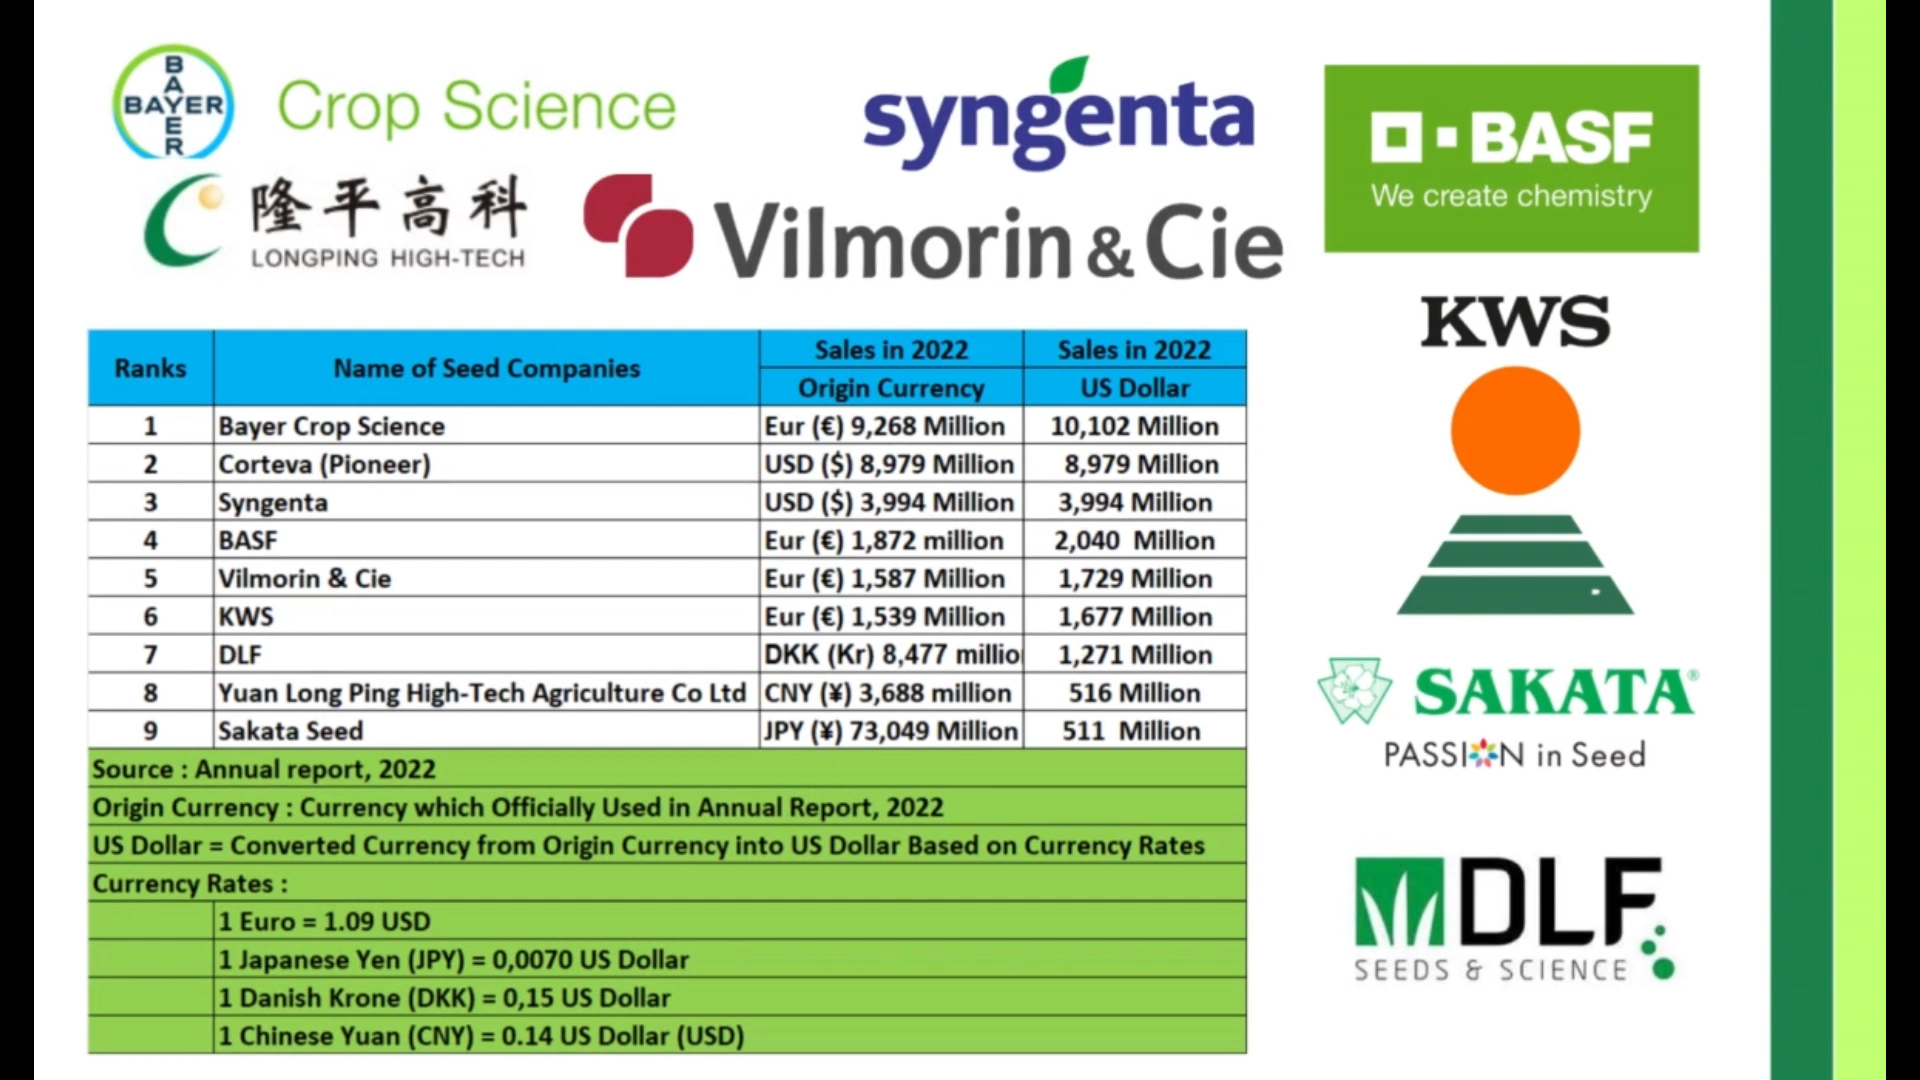 BAYER
BAYER
Crop Science
syngenta
BASF
We create chemistry
隆平高科
LONGPING HIGH-TECH
Vilmorin & Cie
KWS
SAKATA®
PASSION in Seed
DLF
SEEDS & SCIENCE
Ranks Name of Seed Companies Sales in 2022 Sales in 2022
Origin Currency US Dollar
1 Bayer Crop Science Eur (€) 9,268 Million 10,102 Million
2 Corteva (Pioneer) USD ($) 8,979 Million 8,979 Million
3 Syngenta USD ($) 3,994 Million 3,994 Million
4 BASF Eur (€) 1,872 million 2,040 Million
5 Vilmorin & Cie Eur (€) 1,587 Million 1,729 Million
6 KWS Eur (€) 1,539 Million 1,677 Million
7 DLF DKK (Kr) 8,477 millio 1,271 Million
8 Yuan Long Ping High-Tech Agriculture Co Ltd CNY (¥) 3,688 million 516 Million
9 Sakata Seed JPY (¥) 73,049 Million 511 Million
Source : Annual report, 2022
Origin Currency : Currency which Officially Used in Annual Report, 2022
US Dollar = Converted Currency from Origin Currency into US Dollar Based on Currency Rates
Currency Rates :
1 Euro = 1.09 USD
1 Japanese Yen (JPY) = 0,0070 US Dollar
1 Danish Krone (DKK) = 0,15 US Dollar
1 Chinese Yuan (CNY) = 0.14 US Dollar (USD)